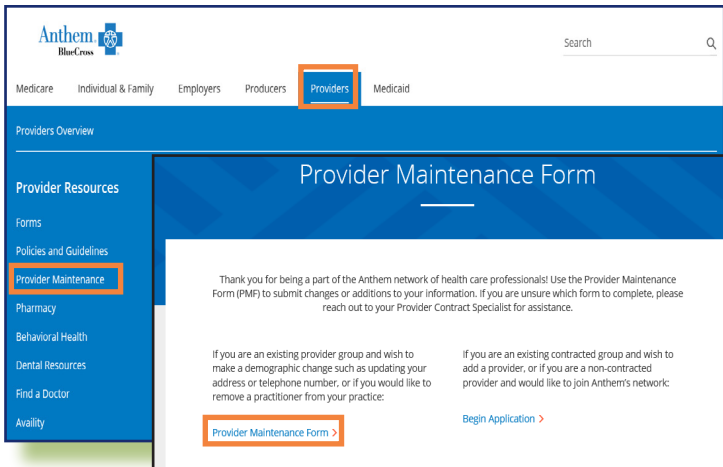 Anthem
BlueCross
Search
Medicare Individual & Family Employers Producers Providers Medicaid
Providers Overview
Provider Resources
Forms
Policies and Guidelines
Provider Maintenance
Pharmacy
Behavioral Health
Dental Resources
Find a Doctor
Availity
Provider Maintenance Form
Thank you for being a part of the Anthem network of health care professionals! Use the Provider Maintenance
Form (PMF) to submit changes or additions to your information. If you are unsure which form to complete, please
reach out to your Provider Contract Specialist for assistance.
If you are an existing provider group and wish to
make a demographic change such as updating your
address or telephone number, or if you would like to
remove a practitioner from your practice:
Provider Maintenance Form >
If you are an existing contracted group and wish to
add a provider, or if you are a non-contracted
provider and would like to join Anthem's network:
Begin Application >